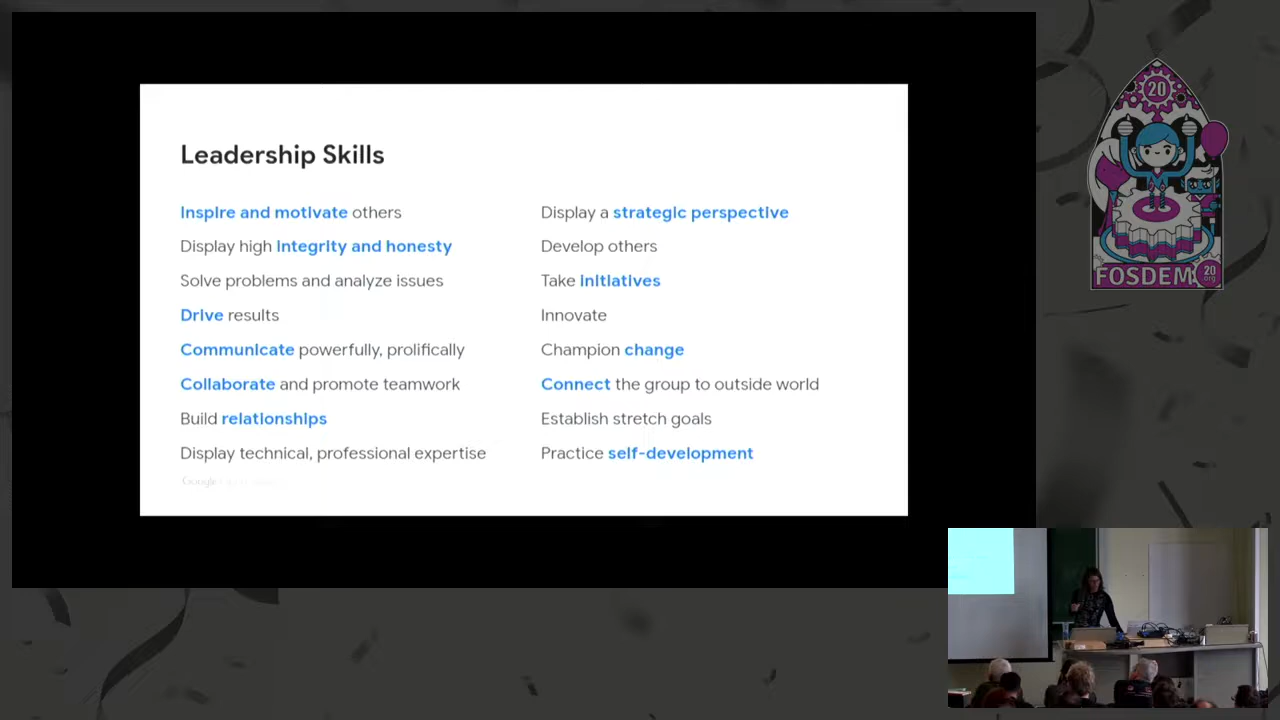 Leadership Skills
Inspire and motivate others
Display high integrity and honesty
Solve problems and analyze issues
Drive results
Communicate powerfully, prolifically
Collaborate and promote teamwork
Build relationships
Display technical, professional expertise
Google
Display a strategic perspective
Develop others
Take initiatives
Innovate
Champion change
Connect the group to outside world
Establish stretch goals
Practice self-development
20
FOSDEM
20
org